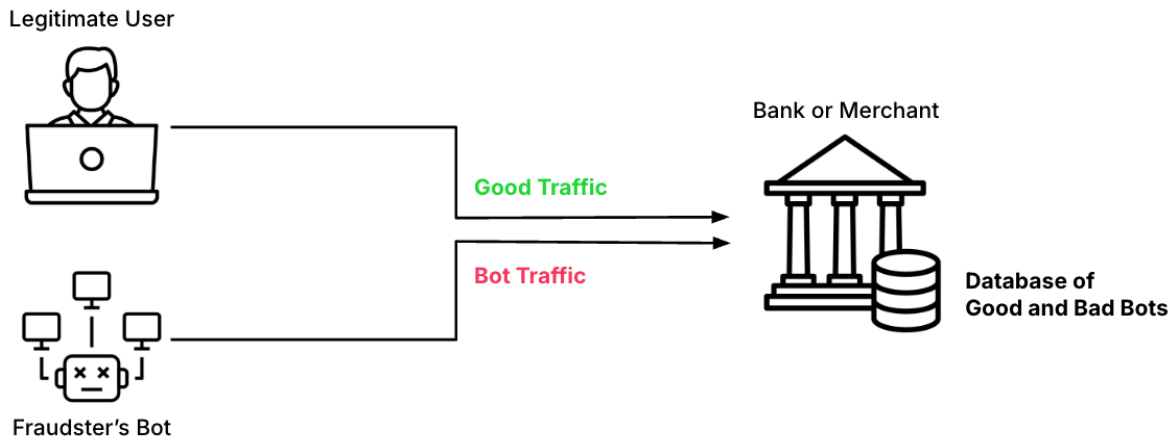 Legitimate User
Bank or Merchant
Good Traffic
Bot Traffic
Database of
Good and Bad Bots
Fraudster’s Bot